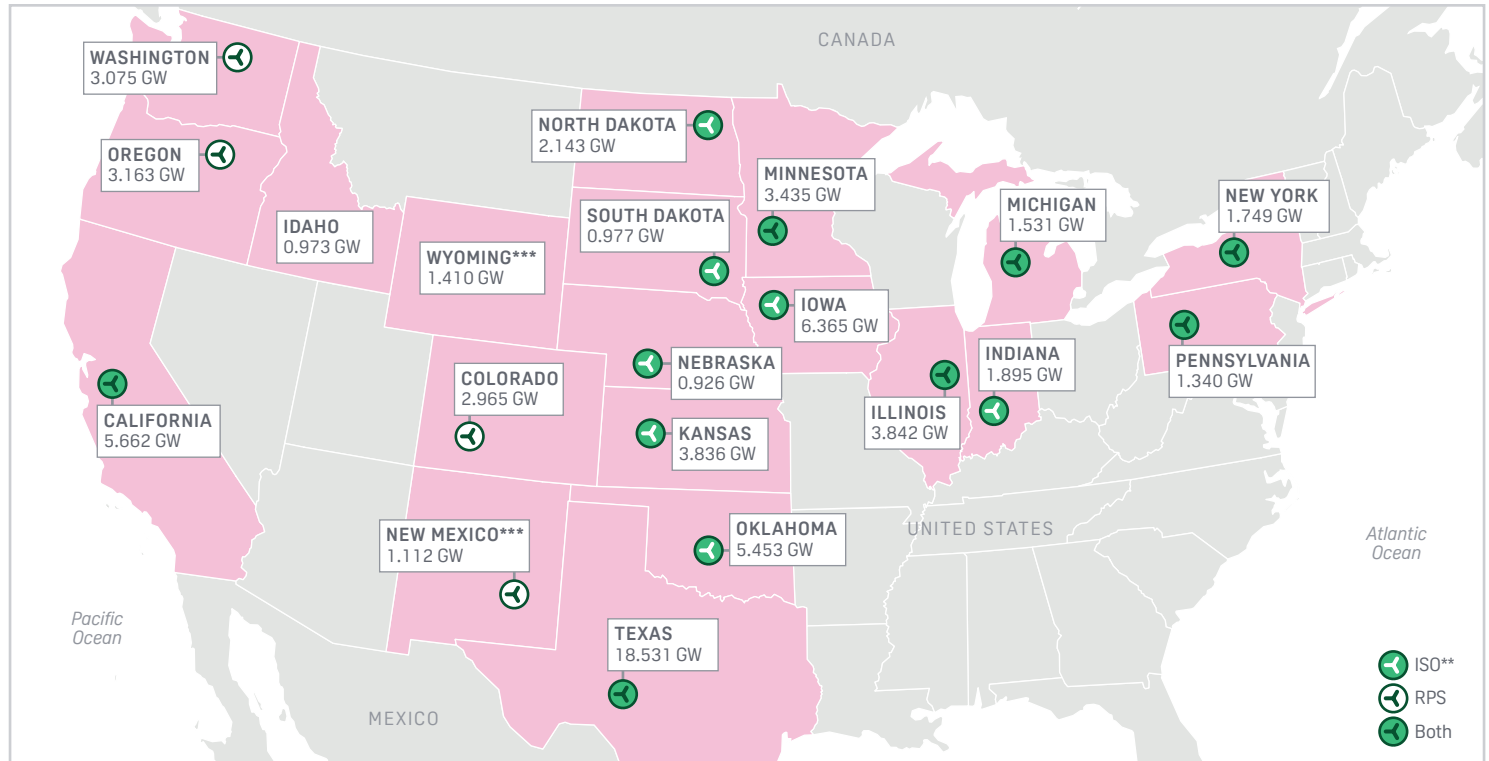 CANADA
WASHINGTON
3.075 GW
OREGON
3.163 GW
IDAHO
0.973 GW
WYOMING***
1.410 GW
NORTH DAKOTA
2.143 GW
SOUTH DAKOTA
0.977 GW
MINNESOTA
3.435 GW
MICHIGAN
1.531 GW
NEW YORK
1.749 GW
IOWA
6.365 GW
NEBRASKA
0.926 GW
INDIANA
1.895 GW
PENNSYLVANIA
1.340 GW
COLORADO
2.965 GW
CALIFORNIA
5.662 GW
KANSAS
3.836 GW
ILLINOIS
3.842 GW
NEW MEXICO***
1.112 GW
OKLAHOMA
5.453 GW
UNITED STATES
Atlantic
Ocean
Pacific
Ocean
TEXAS
18.531 GW
MEXICO
ISO**
RPS
Both